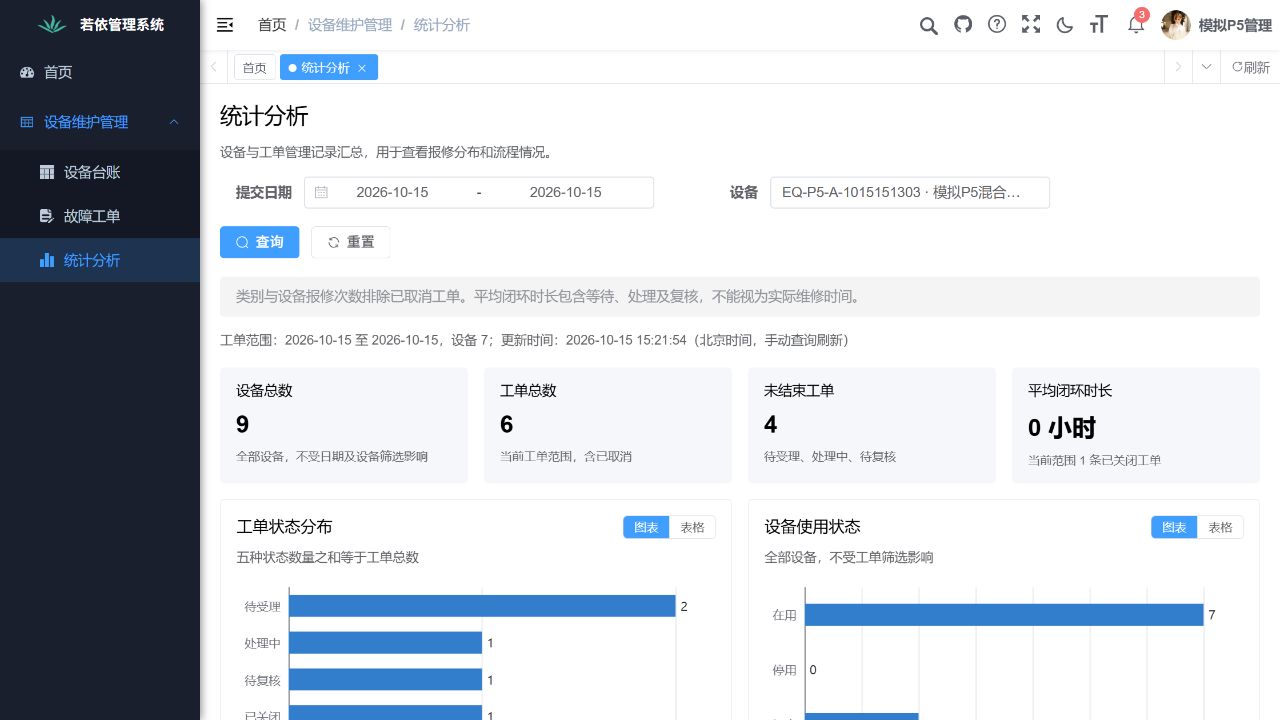 若依管理系统
首页 / 设备维护管理 / 统计分析
3
模拟P5管理
首页
设备维护管理
设备台账
故障工单
统计分析
首页
统计分析
刷新
统计分析
设备与工单管理记录汇总，用于查看报修分布和流程情况。
提交日期 2026-10-15 - 2026-10-15 设备 EQ-P5-A-1015151303 · 模拟P5混合…
查询 重置
类别与设备报修次数排除已取消工单。平均闭环时长包含等待、处理及复核，不能视为实际维修时间。
工单范围：2026-10-15 至 2026-10-15，设备 7；更新时间：2026-10-15 15:21:54（北京时间，手动查询刷新）
设备总数
9
全部设备，不受日期及设备筛选影响
工单总数
6
当前工单范围，含已取消
未结束工单
4
待受理、处理中、待复核
平均闭环时长
0 小时
当前范围 1 条已关闭工单
工单状态分布
图表 表格
五种状态数量之和等于工单总数
待受理 2
处理中 1
待复核 1
已关闭 1
设备使用状态
图表 表格
全部设备，不受工单筛选影响
在用 7
停用 0